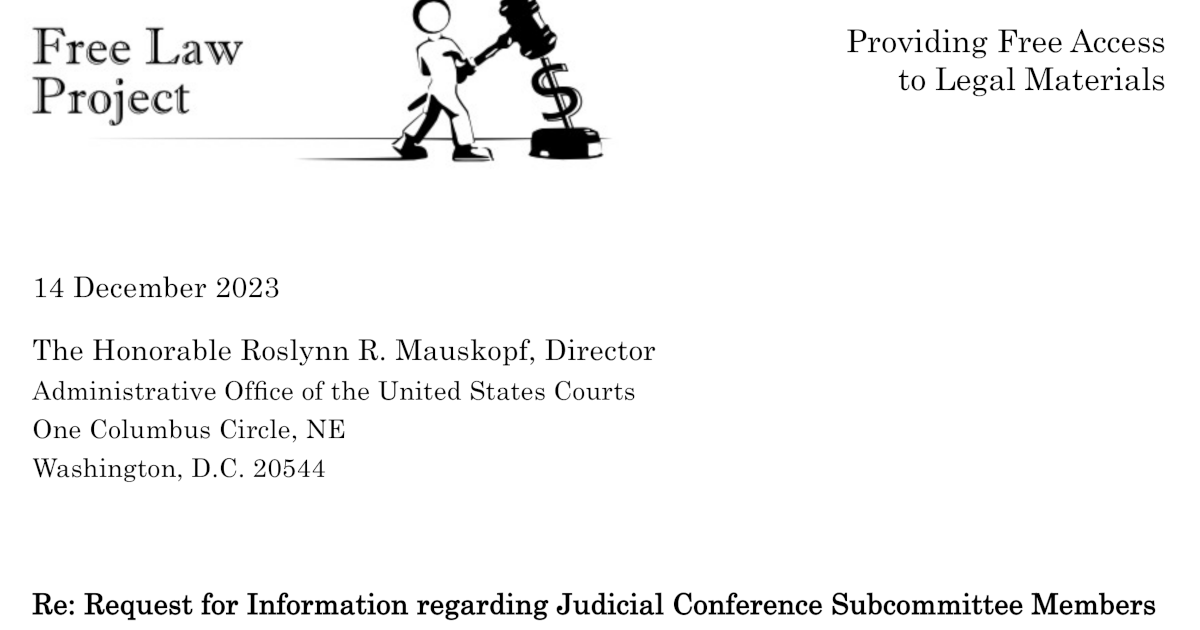 Free Law
Project
$
Providing Free Access
to Legal Materials
14 December 2023
The Honorable Roslynn R. Mauskopf, Director
Administrative Office of the United States Courts
One Columbus Circle, NE
Washington, D.C. 20544
Re: Request for Information regarding Judicial Conference Subcommittee Members